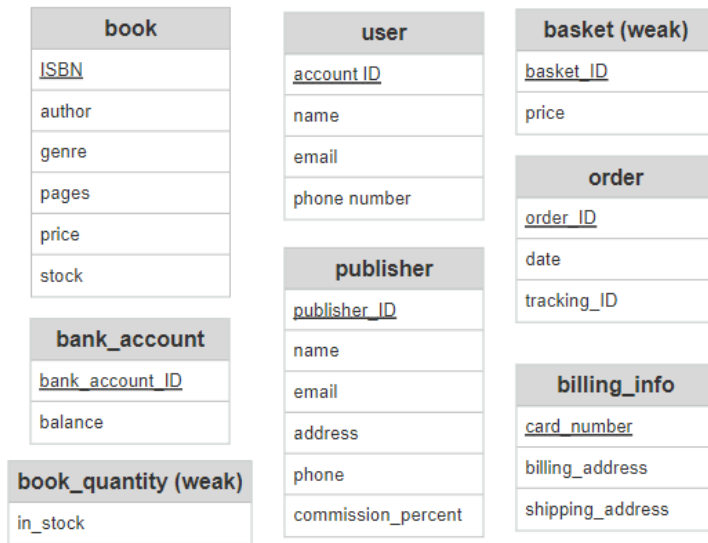 book
ISBN
author
genre
pages
price
stock
bank_account
bank_account_ID
balance
book_quantity (weak)
in_stock
user
account ID
name
email
phone number
publisher
publisher_ID
name
email
address
phone
commission_percent
basket (weak)
basket_ID
price
order
order_ID
date
tracking_ID
billing_info
card_number
billing_address
shipping_address